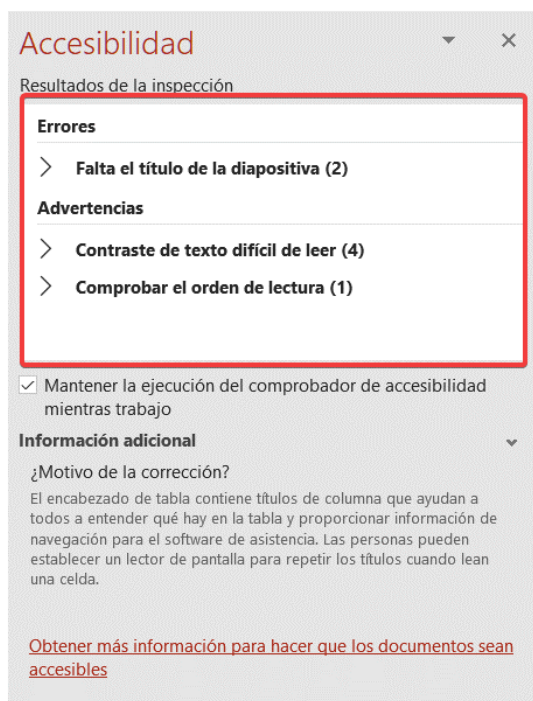 Accesibilidad
Resultados de la inspección
Errores
Falta el título de la diapositiva (2)
Advertencias
Contraste de texto difícil de leer (4)
Comprobar el orden de lectura (1)
Mantener la ejecución del comprobador de accesibilidad
mientras trabajo
Información adicional
¿Motivo de la corrección?
El encabezado de tabla contiene títulos de columna que ayudan a
todos a entender qué hay en la tabla y proporcionar información de
navegación para el software de asistencia. Las personas pueden
establecer un lector de pantalla para repetir los títulos cuando lean
una celda.
Obtener más información para hacer que los documentos sean
accesibles